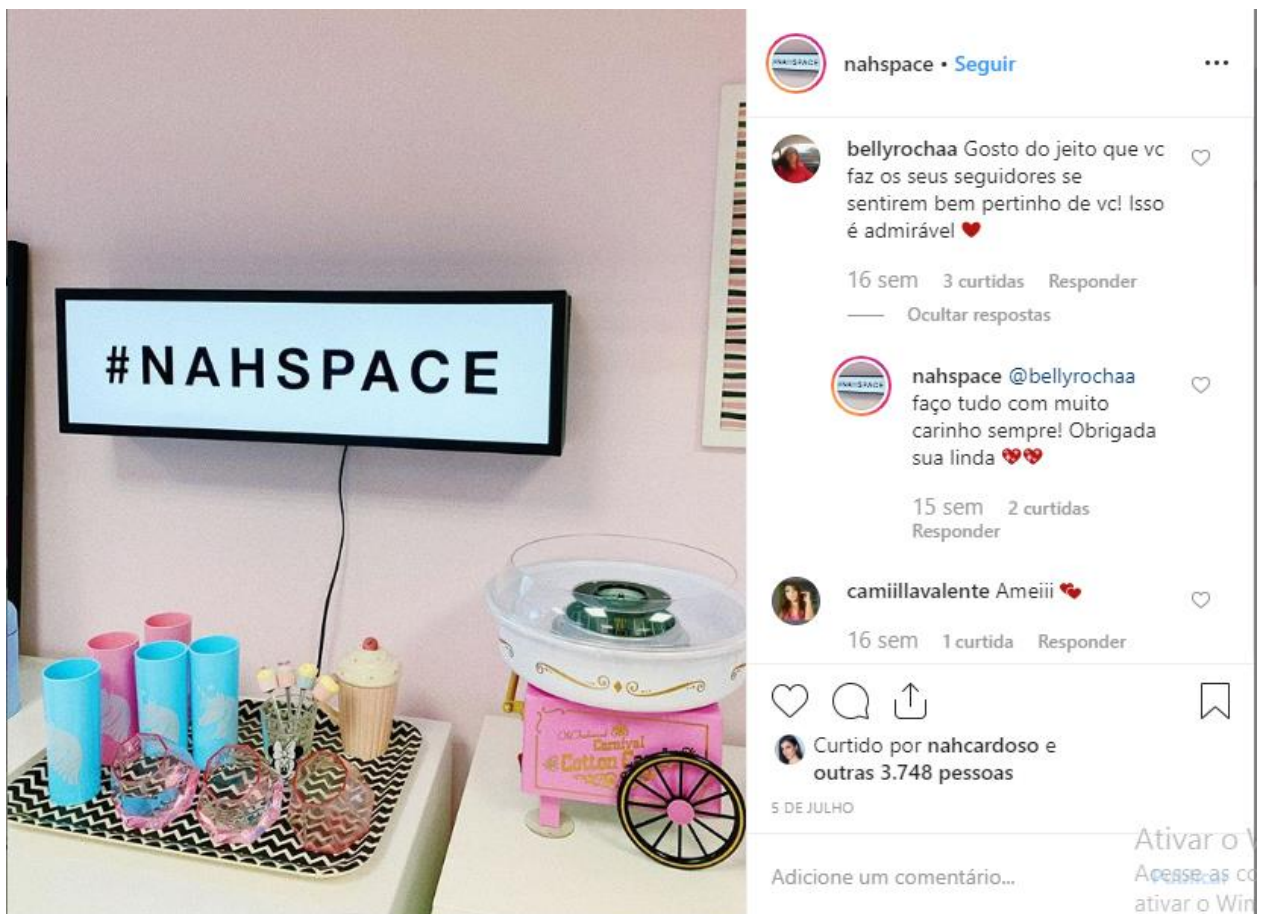 #NAHSPACE
Carnival
Cotton
nahspace • Seguir
bellyrochaa Gosto do jeito que vc
faz os seus seguidores se
sentirem bem pertinho de vc! Isso
é admirável ❤
16 sem 3 curtidas Responder
Ocultar respostas
#NAHSPACE
nahspace @bellyrochaa
faço tudo com muito
carinho sempre! Obrigada
sua linda 💖💖
15 sem 2 curtidas
Responder
camiillavalente Ameiii 💕
16 sem 1 curtida Responder
Curtido por nahcardoso e
outras 3.748 pessoas
5 DE JULHO
Adicione um comentário...
Publicar
Ativar o
Acesse as
ativar o Win